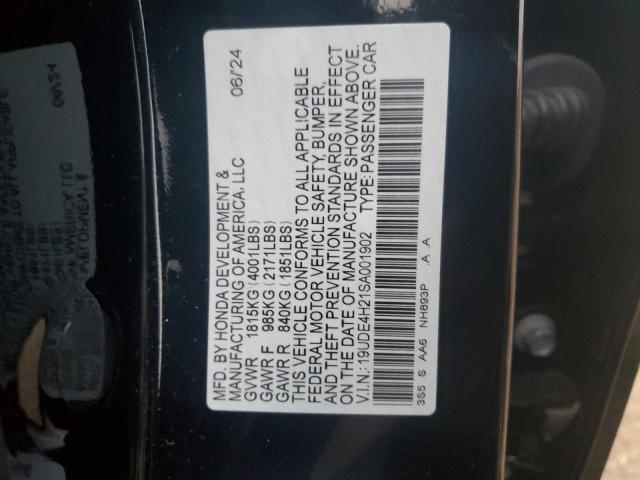 MFD. BY HONDA DEVELOPMENT & 06/24
MANUFACTURING OF AMERICA, LLC
GVWR 1815KG (4001LBS)
GAWR F 985KG (2171LBS)
GAWR R 840KG (1851LBS)
THIS VEHICLE CONFORMS TO ALL APPLICABLE
FEDERAL MOTOR VEHICLE SAFETY, BUMPER,
AND THEFT PREVENTION STANDARDS IN EFFECT
ON THE DATE OF MANUFACTURE SHOWN ABOVE.
V.I.N.:19UDE4H21SA001902 TYPE:PASSENGER CAR
3S5 S AA6 NH893P .A .A